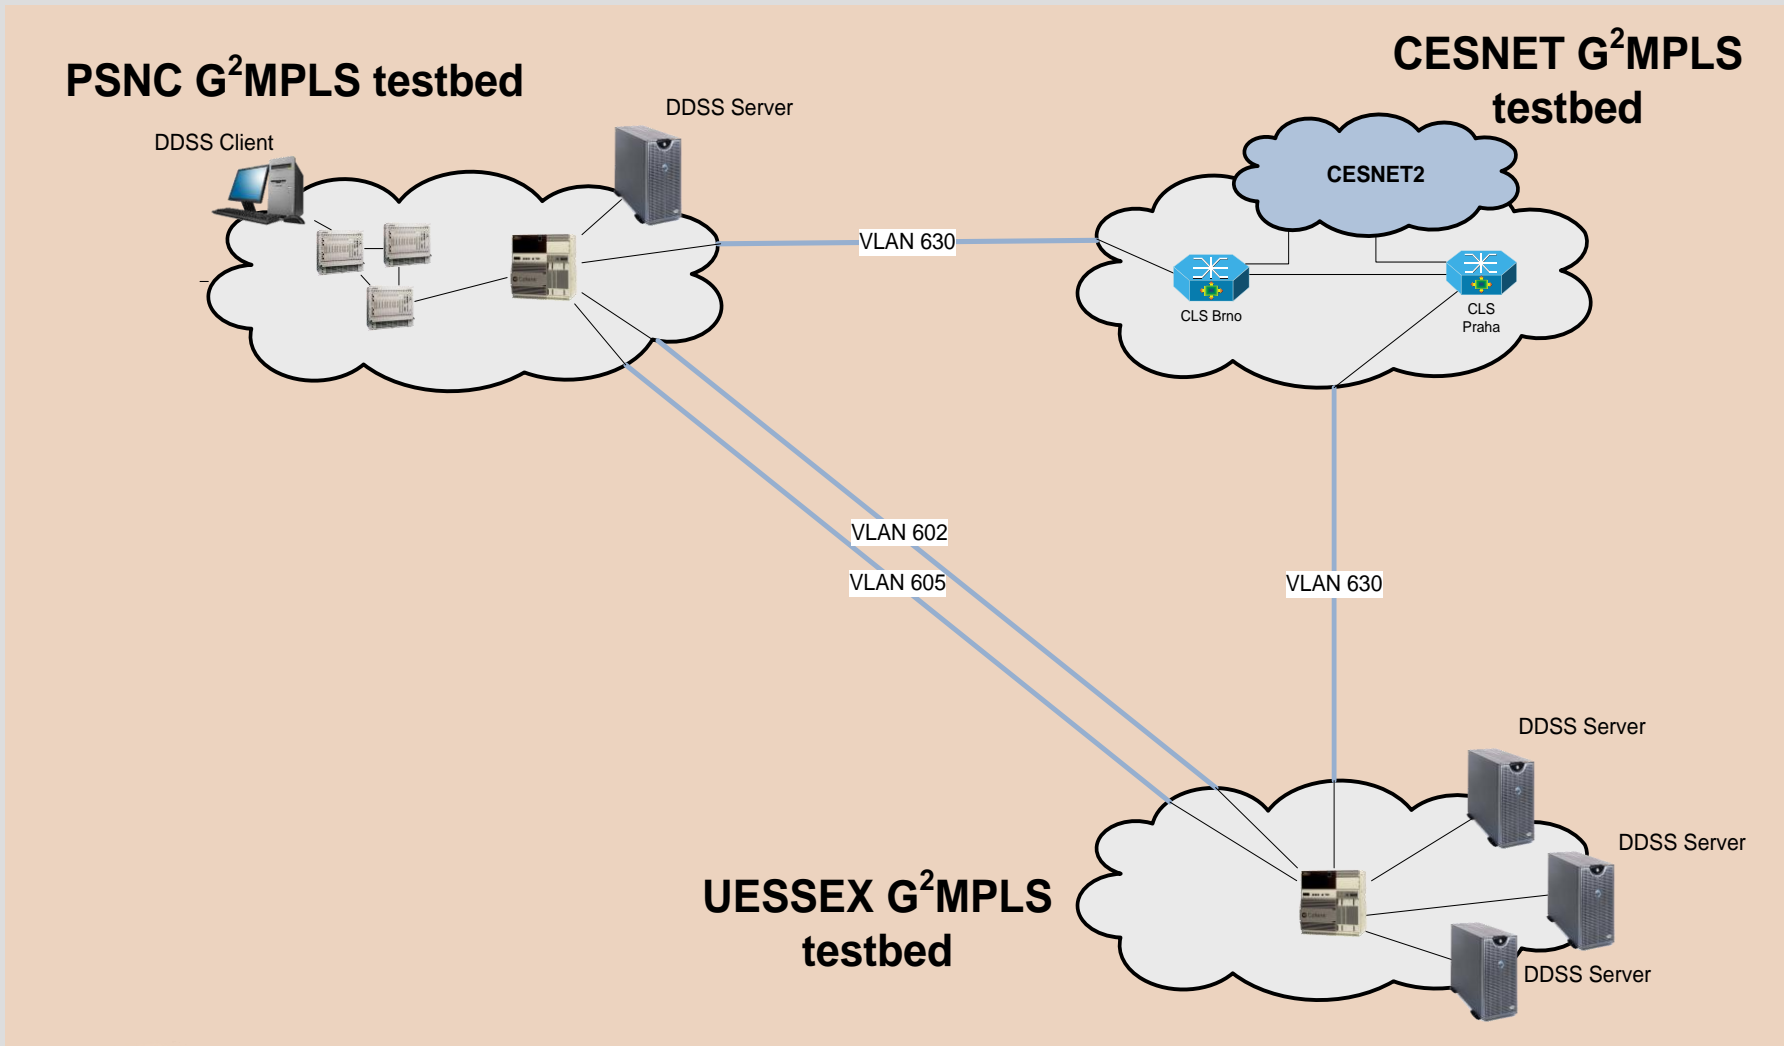 PSNC G²MPLS testbed
CESNET G²MPLS
testbed
DDSS Server
DDSS Client
CESNET2
VLAN 630
CLS Brno
CLS
Praha
VLAN 602
VLAN 605
VLAN 630
DDSS Server
DDSS Server
UESSEX G²MPLS
testbed
DDSS Server